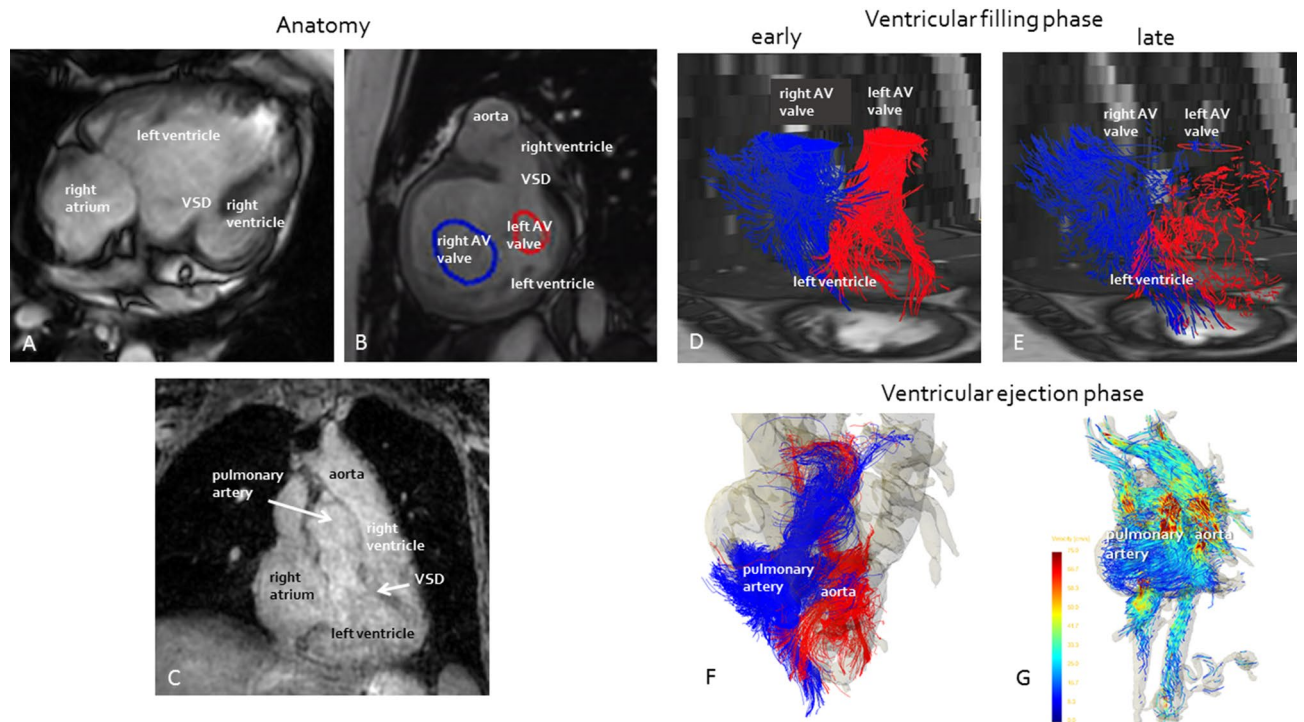 Anatomy
Ventricular filling phase
early
late
left ventricle
right
atrium
VSD
right
ventricle
A
aorta
right ventricle
VSD
right AV
valve
left AV
valve
left ventricle
B
right AV
valve
left AV
valve
left ventricle
D
right AV
valve
left AV
valve
left ventricle
E
pulmonary
artery
aorta
right
ventricle
VSD
right
atrium
left ventricle
C
Ventricular ejection phase
pulmonary
artery
aorta
F
pulmonary
artery
aorta
G